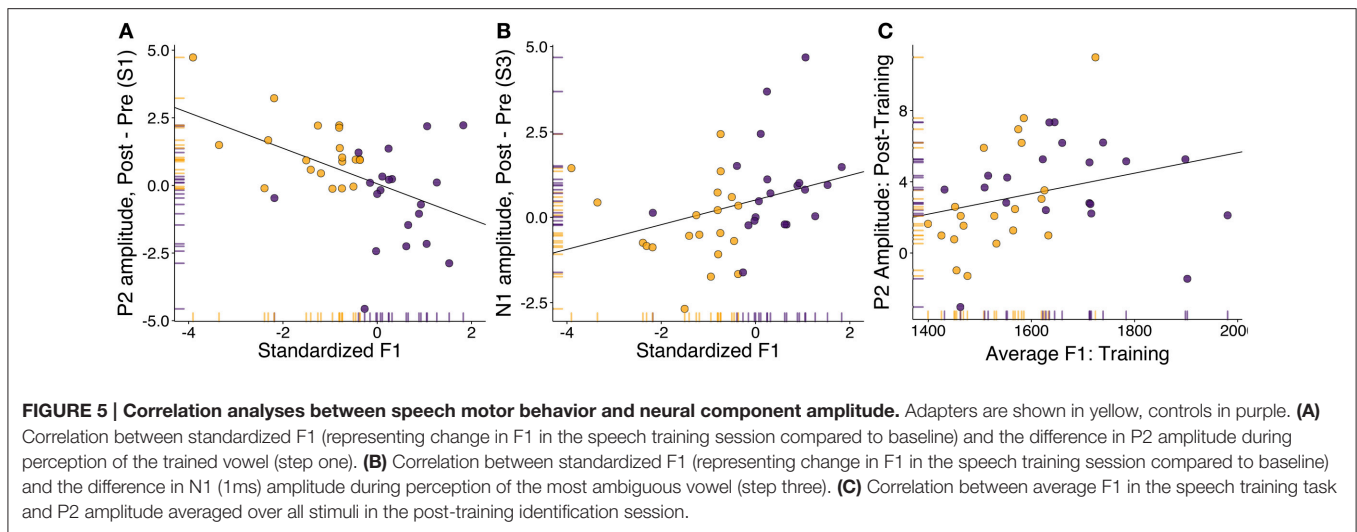 A
P2 amplitude, Post - Pre (S1)
5.0
2.5
0.0
-2.5
-5.0
-4
-2
0
2
Standardized F1
B
N1 amplitude, Post - Pre (S3)
5.0
2.5
0.0
-2.5
-4
-2
0
2
Standardized F1
C
P2 Amplitude: Post-Training
8
4
0
1400
1600
1800
2000
Average F1: Training
FIGURE 5 | Correlation analyses between speech motor behavior and neural component amplitude. Adapters are shown in yellow, controls in purple. (A)
Correlation between standardized F1 (representing change in F1 in the speech training session compared to baseline) and the difference in P2 amplitude during
perception of the trained vowel (step one). (B) Correlation between standardized F1 (representing change in F1 in the speech training session compared to baseline)
and the difference in N1 (1ms) amplitude during perception of the most ambiguous vowel (step three). (C) Correlation between average F1 in the speech training task
and P2 amplitude averaged over all stimuli in the post-training identification session.